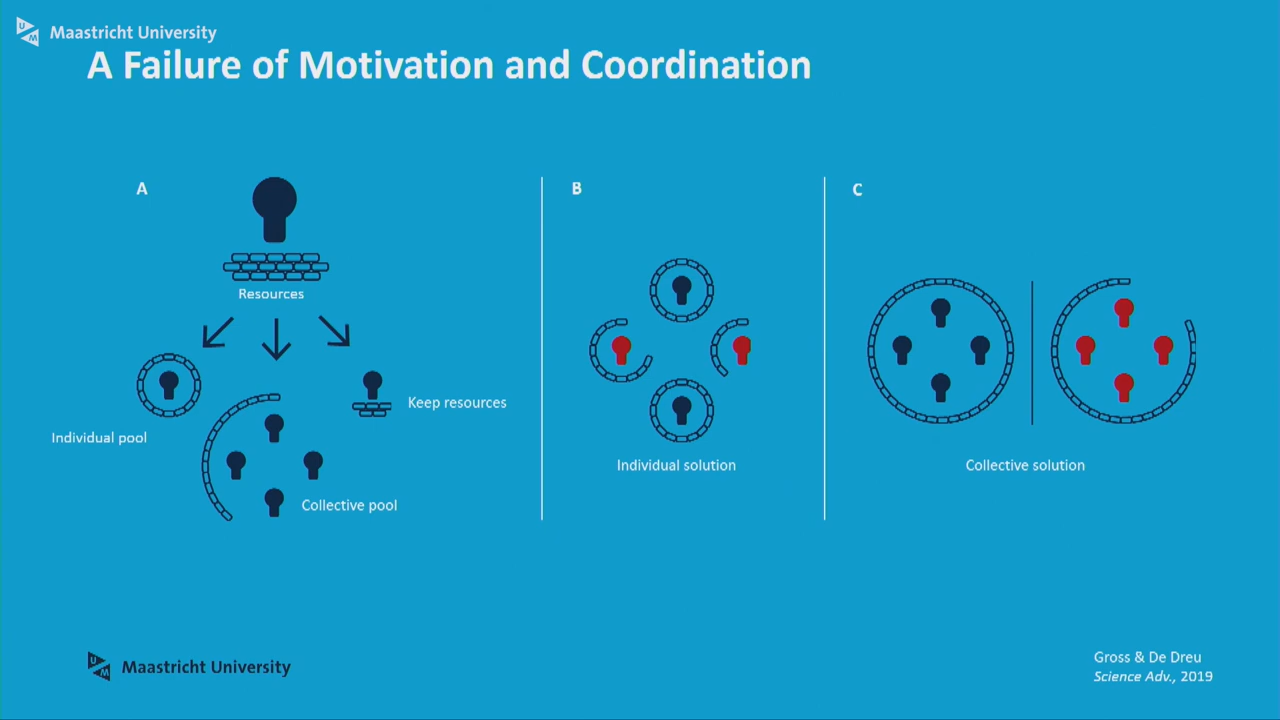 Maastricht University
A Failure of Motivation and Coordination
A
Resources
Individual pool
Keep resources
Collective pool
B
Individual solution
C
Collective solution
UM Maastricht University
Gross & De Dreu
Science Adv., 2019